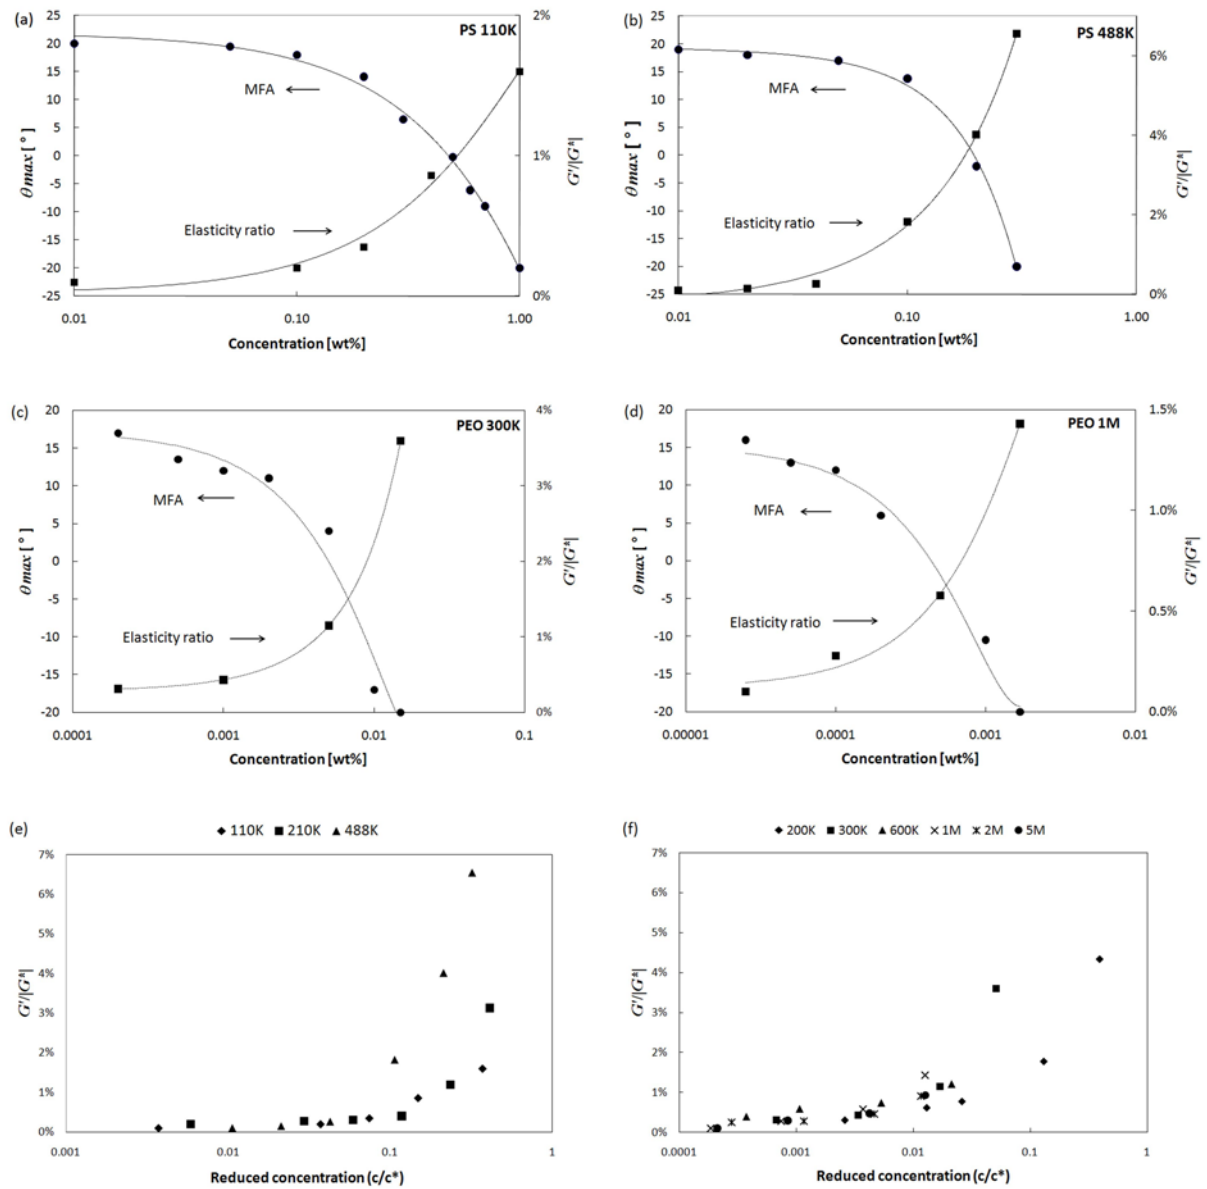 (a)
PS 110K
25
20
15
10
5
0
-5
-10
-15
-20
-25
2%
1%
0%
MFA
Elasticity ratio
θmax [ ° ]
G'/|G*|
0.01 0.10 1.00
Concentration [wt%]
(b)
PS 488K
25
20
15
10
5
0
-5
-10
-15
-20
-25
6%
4%
2%
0%
MFA
Elasticity ratio
θmax [ ° ]
G'/|G*|
0.01 0.10 1.00
Concentration [wt%]
(c)
PEO 300K
20
15
10
5
0
-5
-10
-15
-20
4%
3%
2%
1%
0%
MFA
Elasticity ratio
θmax [ ° ]
G'/|G*|
0.0001 0.001 0.01 0.1
Concentration [wt%]
(d)
PEO 1M
20
15
10
5
0
-5
-10
-15
-20
1.5%
1.0%
0.5%
0.0%
MFA
Elasticity ratio
θmax [ ° ]
G'/|G*|
0.00001 0.0001 0.001 0.01
Concentration [wt%]
(e)
110K 210K 488K
7%
6%
5%
4%
3%
2%
1%
0%
G'/|G*|
0.001 0.01 0.1 1
Reduced concentration (c/c*)
(f)
200K 300K 600K 1M 2M 5M
7%
6%
5%
4%
3%
2%
1%
0%
G'/|G*|
0.0001 0.001 0.01 0.1 1
Reduced concentration (c/c*)